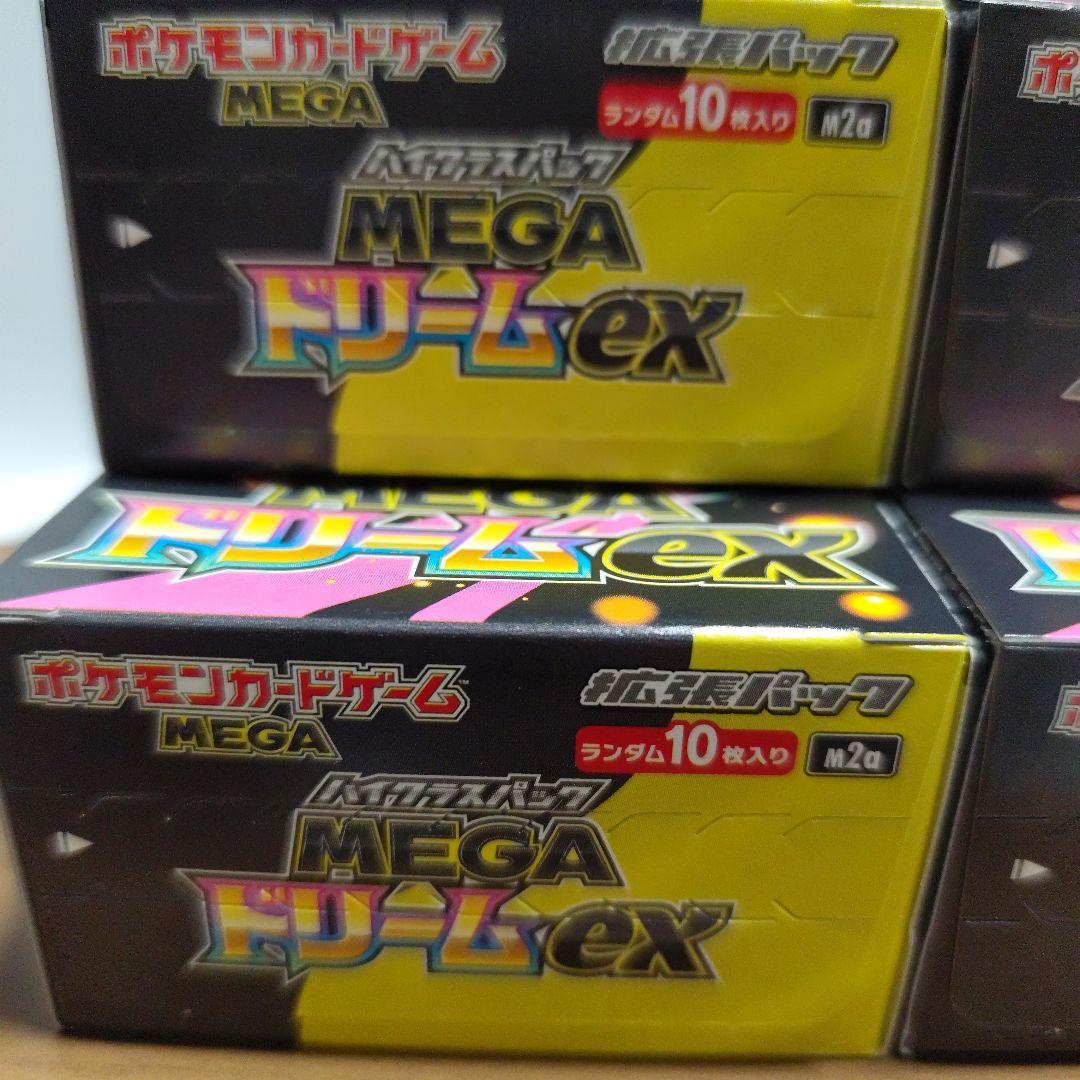 ポケモンカードゲーム
MEGA
拡張パック
ランダム10枚入り M2a
ハイクラスパック
MEGA
ドリームex
ポ
MEGA
ドリームex
ポケモンカードゲーム
MEGA
拡張パック
ランダム10枚入り M2a
ハイクラスパック
MEGA
ドリームex